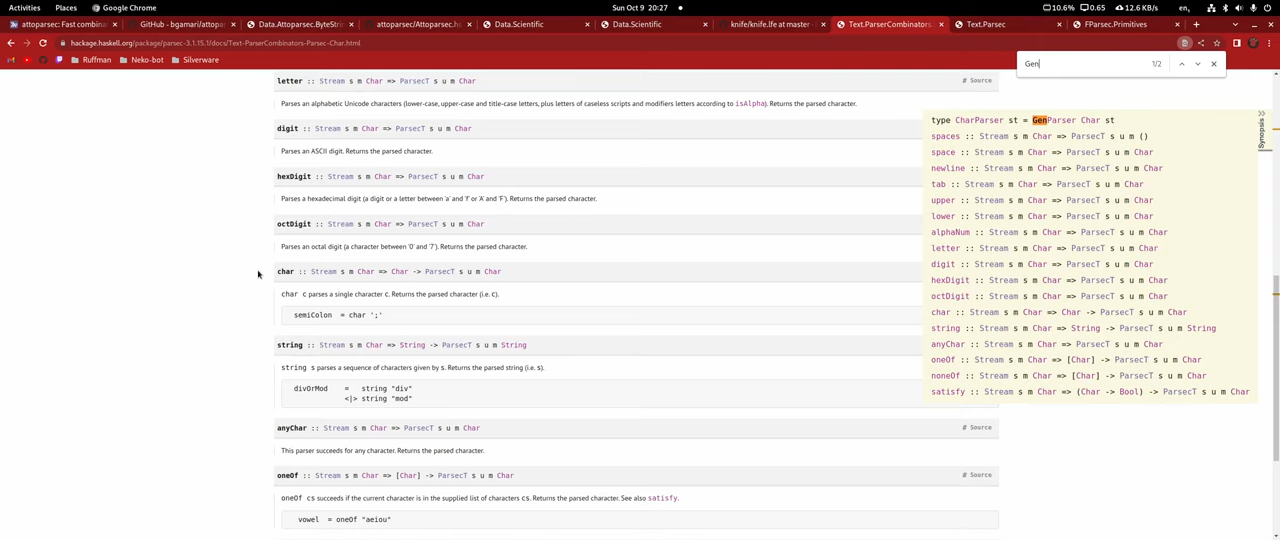 Activities Places Google Chrome Sun Oct 9 20:27 10.6% 0.65 12.6 KB/s en
attopasec: Fast combin GitHub - bgamari/attop Data.Attoparsec.ByteStri attoparsec/Attoparsec.h Data.Scientific Data.Scientific knife/knife.lfe at master Text.ParserCombinators. Text.Parsec FParsec.Primitives
hackage.haskell.org/package/parsec-3.1.15.1/docs/Text-ParserCombinators-Parsec-Char.html
Ruffman Neko-bot Silverware
Gen 1/2
letter :: Stream s m Char => ParsecT s u m Char # Source
Parses an alphabetic Unicode characters (lower-case, upper-case and title-case letters, plus letters of caseless scripts and modifiers letters according to isAlpha). Returns the parsed character.
digit :: Stream s m Char => ParsecT s u m Char
Parses an ASCII digit. Returns the parsed character.
hexDigit :: Stream s m Char => ParsecT s u m Char
Parses a hexadecimal digit (a digit or a letter between 'a' and 'f' or 'A' and 'F'). Returns the parsed character.
octDigit :: Stream s m Char => ParsecT s u m Char
Parses an octal digit (a character between '0' and '7'). Returns the parsed character.
char :: Stream s m Char => Char -> ParsecT s u m Char
char c parses a single character c. Returns the parsed character (i.e. c).
semiColon = char ';'
string :: Stream s m Char => String -> ParsecT s u m String
string s parses a sequence of characters given by s. Returns the parsed string (i.e. s).
divOrMod = string "div"
<|> string "mod"
anyChar :: Stream s m Char => ParsecT s u m Char # Source
This parser succeeds for any character. Returns the parsed character.
oneOf :: Stream s m Char => [Char] -> ParsecT s u m Char # Source
oneOf cs succeeds if the current character is in the supplied list of characters cs. Returns the parsed character. See also satisfy.
vowel = oneOf "aeiou"
type CharParser st = GenParser Char st
spaces :: Stream s m Char => ParsecT s u m ()
space :: Stream s m Char => ParsecT s u m Char
newline :: Stream s m Char => ParsecT s u m Char
tab :: Stream s m Char => ParsecT s u m Char
upper :: Stream s m Char => ParsecT s u m Char
lower :: Stream s m Char => ParsecT s u m Char
alphaNum :: Stream s m Char => ParsecT s u m Char
letter :: Stream s m Char => ParsecT s u m Char
digit :: Stream s m Char => ParsecT s u m Char
hexDigit :: Stream s m Char => ParsecT s u m Char
octDigit :: Stream s m Char => ParsecT s u m Char
char :: Stream s m Char => Char -> ParsecT s u m Char
string :: Stream s m Char => String -> ParsecT s u m String
anyChar :: Stream s m Char => ParsecT s u m Char
oneOf :: Stream s m Char => [Char] -> ParsecT s u m Char
noneOf :: Stream s m Char => [Char] -> ParsecT s u m Char
satisfy :: Stream s m Char => (Char -> Bool) -> ParsecT s u m Char
Synopsis